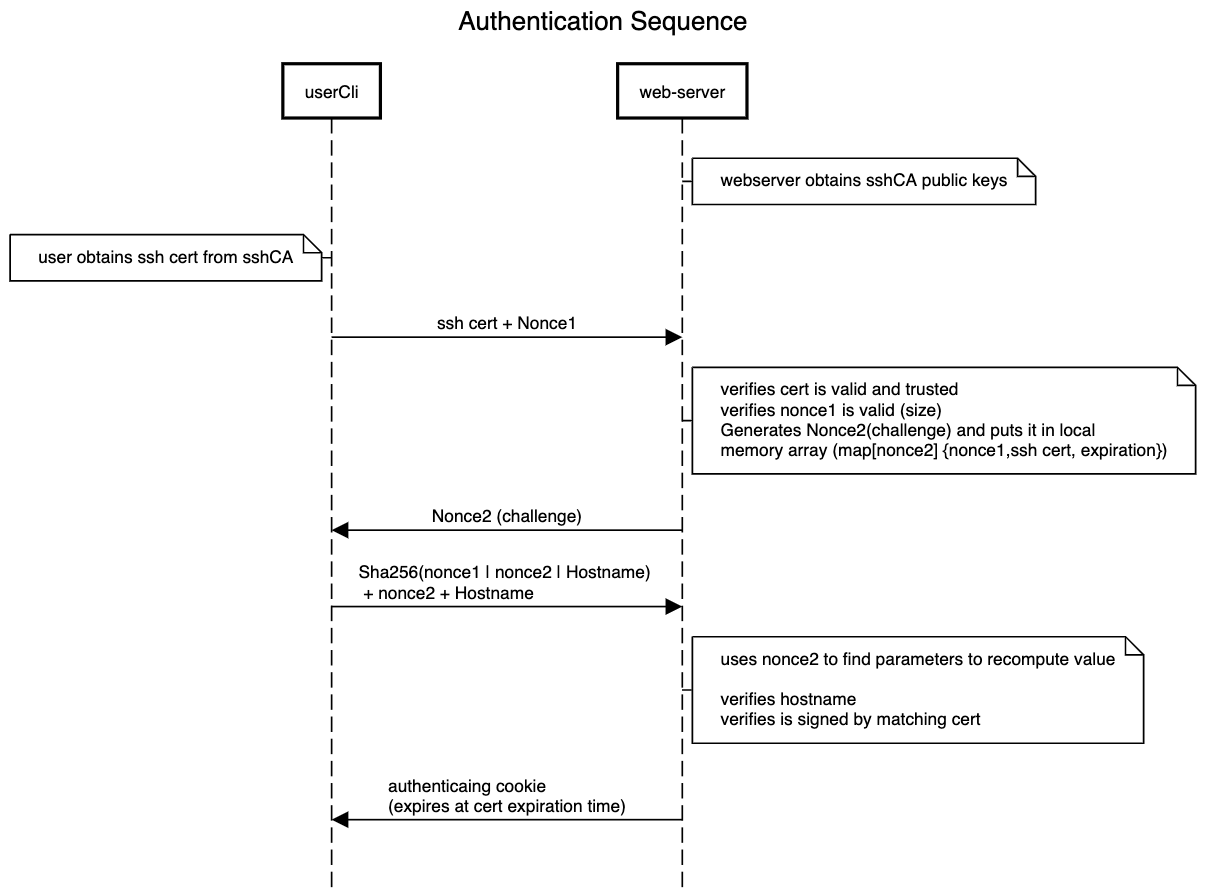 Authentication Sequence
userCli
web-server
webserver obtains sshCA public keys
user obtains ssh cert from sshCA
ssh cert + Nonce1
verifies cert is valid and trusted
verifies nonce1 is valid (size)
Generates Nonce2(challenge) and puts it in local
memory array (map[nonce2] {nonce1,ssh cert, expiration})
Nonce2 (challenge)
Sha256(nonce1 | nonce2 | Hostname)
+ nonce2 + Hostname
uses nonce2 to find parameters to recompute value
verifies hostname
verifies is signed by matching cert
authenticaing cookie
(expires at cert expiration time)